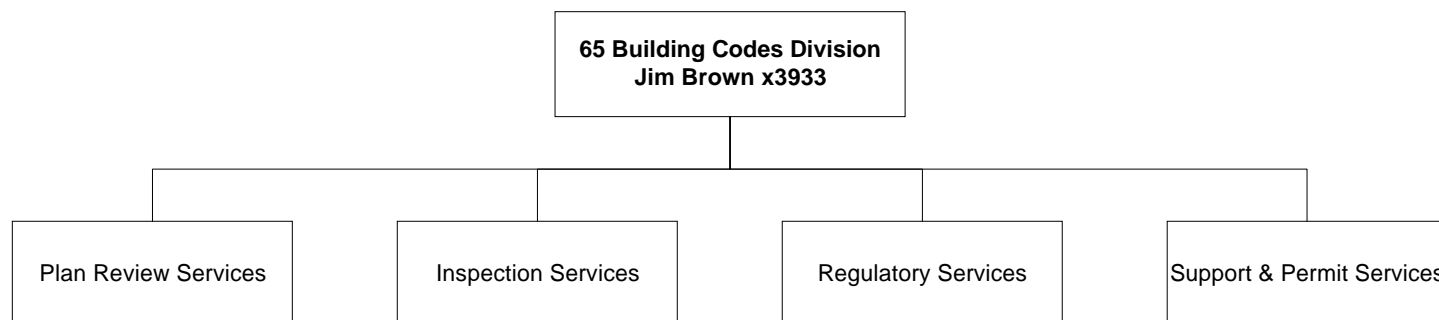 65 Building Codes Division
Jim Brown x3933
Plan Review Services
Inspection Services
Regulatory Services
Support & Permit Services